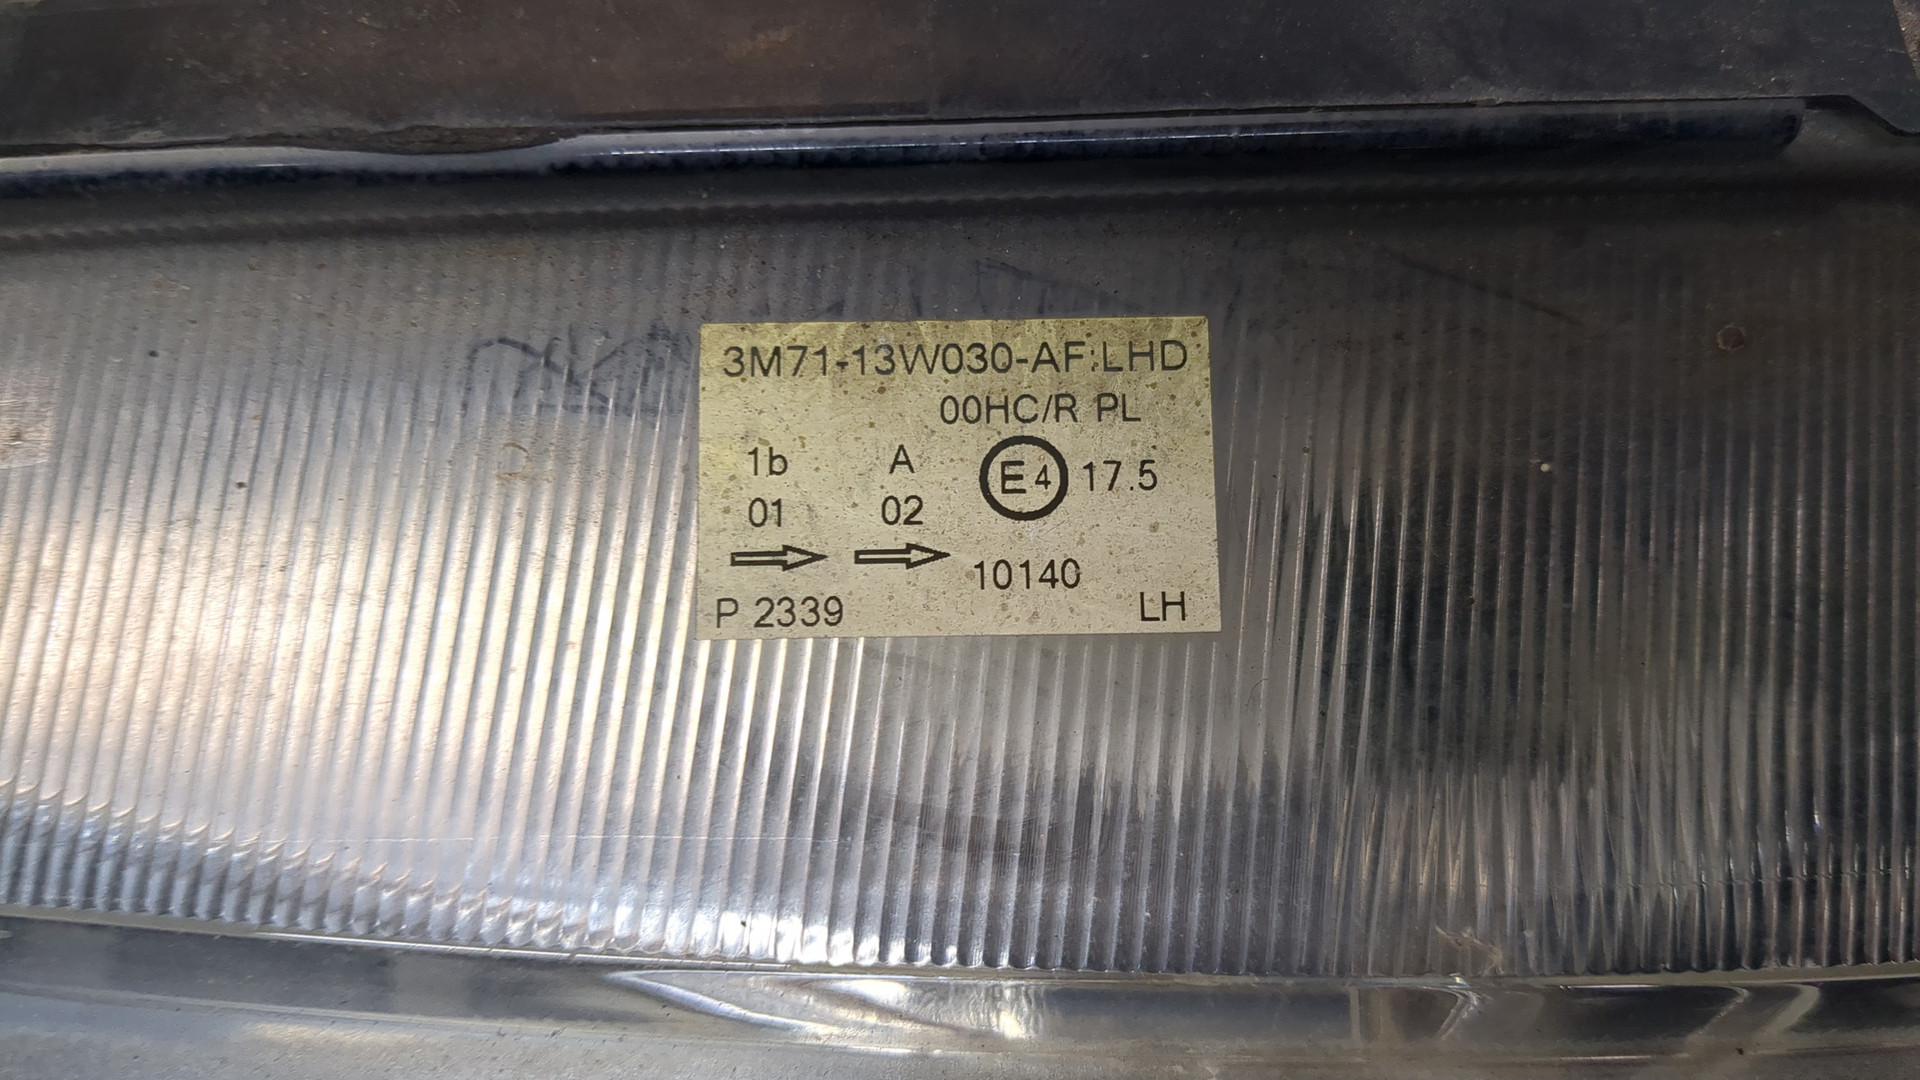 3M71-13W030-AF:LHD
00HC/R PL
1b A E4 17.5
01 02
10140
P 2339 LH